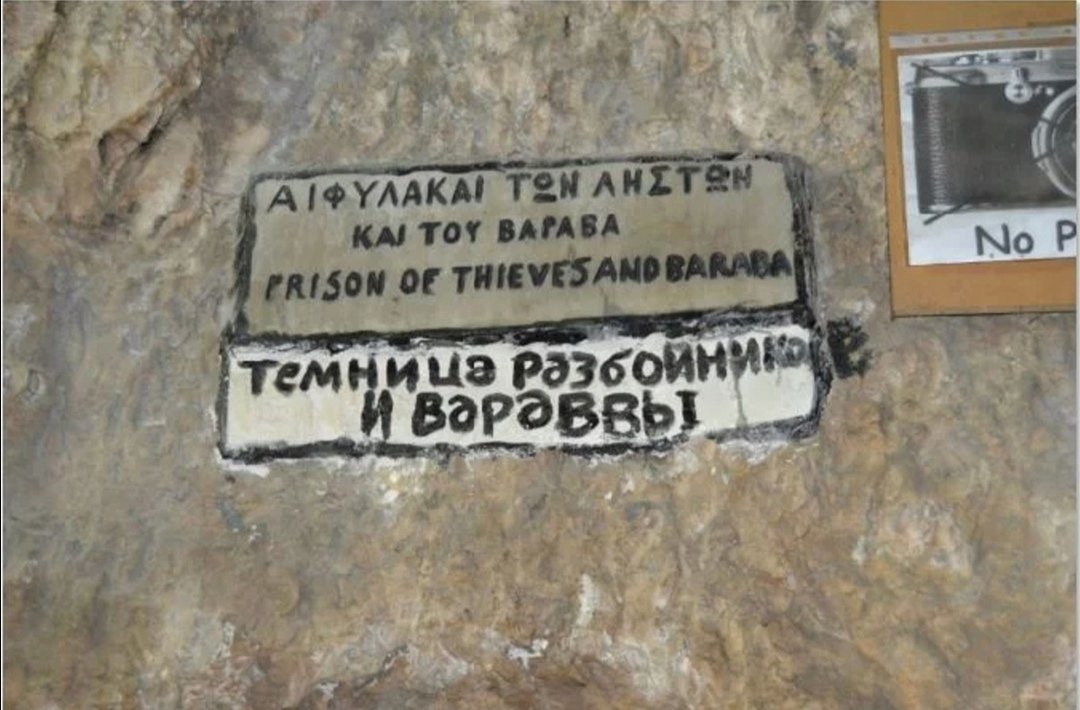 ΑΙ ΦΥΛΑΚΑΙ ΤΩΝ ΛΗΣΤΩΝ
ΚΑΙ ΤΟΥ ΒΑΡΑΒΑ
PRISON OF THIEVES AND BARABA
темница разбойников
и вараввы
No P